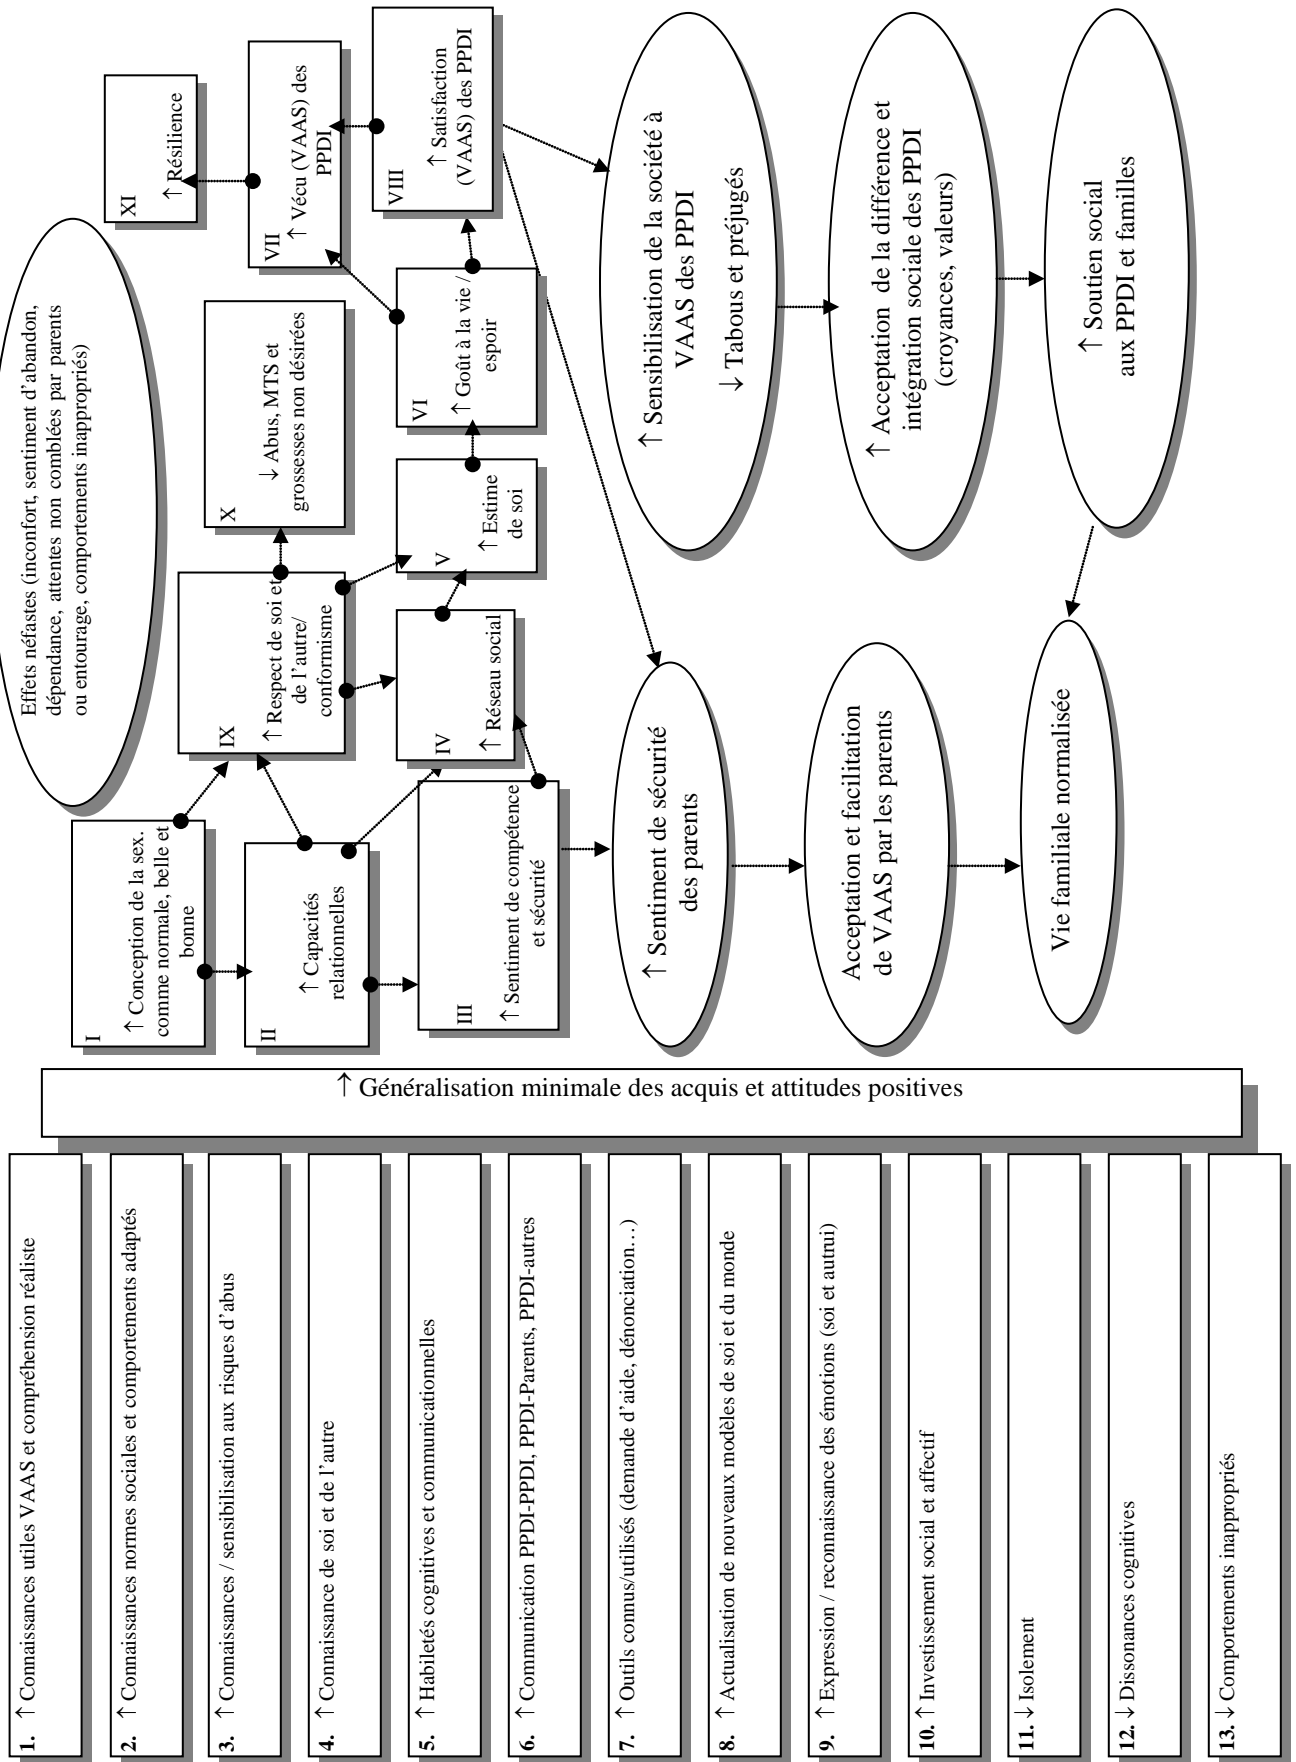 1. ↑ Connaissances utiles VAAS et compréhension réaliste
2. ↑ Connaissances normes sociales et comportements adaptés
3. ↑ Connaissances / sensibilisation aux risques d'abus
4. ↑ Connaissance de soi et de l'autre
5. ↑ Habiletés cognitives et communicationnelles
6. ↑ Communication PPDI-PPDI, PPDI-Parents, PPDI-autres
7. ↑ Outils connus/utilisés (demande d'aide, dénonciation…)
8. ↑ Actualisation de nouveaux modèles de soi et du monde
9. ↑ Expression / reconnaissance des émotions (soi et autrui)
10. ↑ Investissement social et affectif
11. ↓ Isolement
12. ↓ Dissonances cognitives
13. ↓ Comportements inappropriés
↑ Généralisation minimale des acquis et attitudes positives
I
↑ Conception de la sex.
comme normale, belle et
bonne
II
↑ Capacités
relationnelles
III
↑ Sentiment de compétence
et sécurité
IV
↑ Réseau social
V
↑ Estime
de soi
VI
↑ Goût à la vie /
espoir
VII
↑ Vécu (VAAS) des
PPDI
VIII
↑ Satisfaction
(VAAS) des PPDI
IX
↑ Respect de soi et
de l'autre/
conformisme
X
↓ Abus, MTS et
grossesses non désirées
XI
↑ Résilience
Effets néfastes (inconfort, sentiment d'abandon,
dépendance, attentes non comblées par parents
ou entourage, comportements inappropriés)
↑ Sentiment de sécurité
des parents
Acceptation et facilitation
de VAAS par les parents
Vie familiale normalisée
↑ Sensibilisation de la société à
VAAS des PPDI
↓ Tabous et préjugés
↑ Acceptation de la différence et
intégration sociale des PPDI
(croyances, valeurs)
↑ Soutien social
aux PPDI et familles